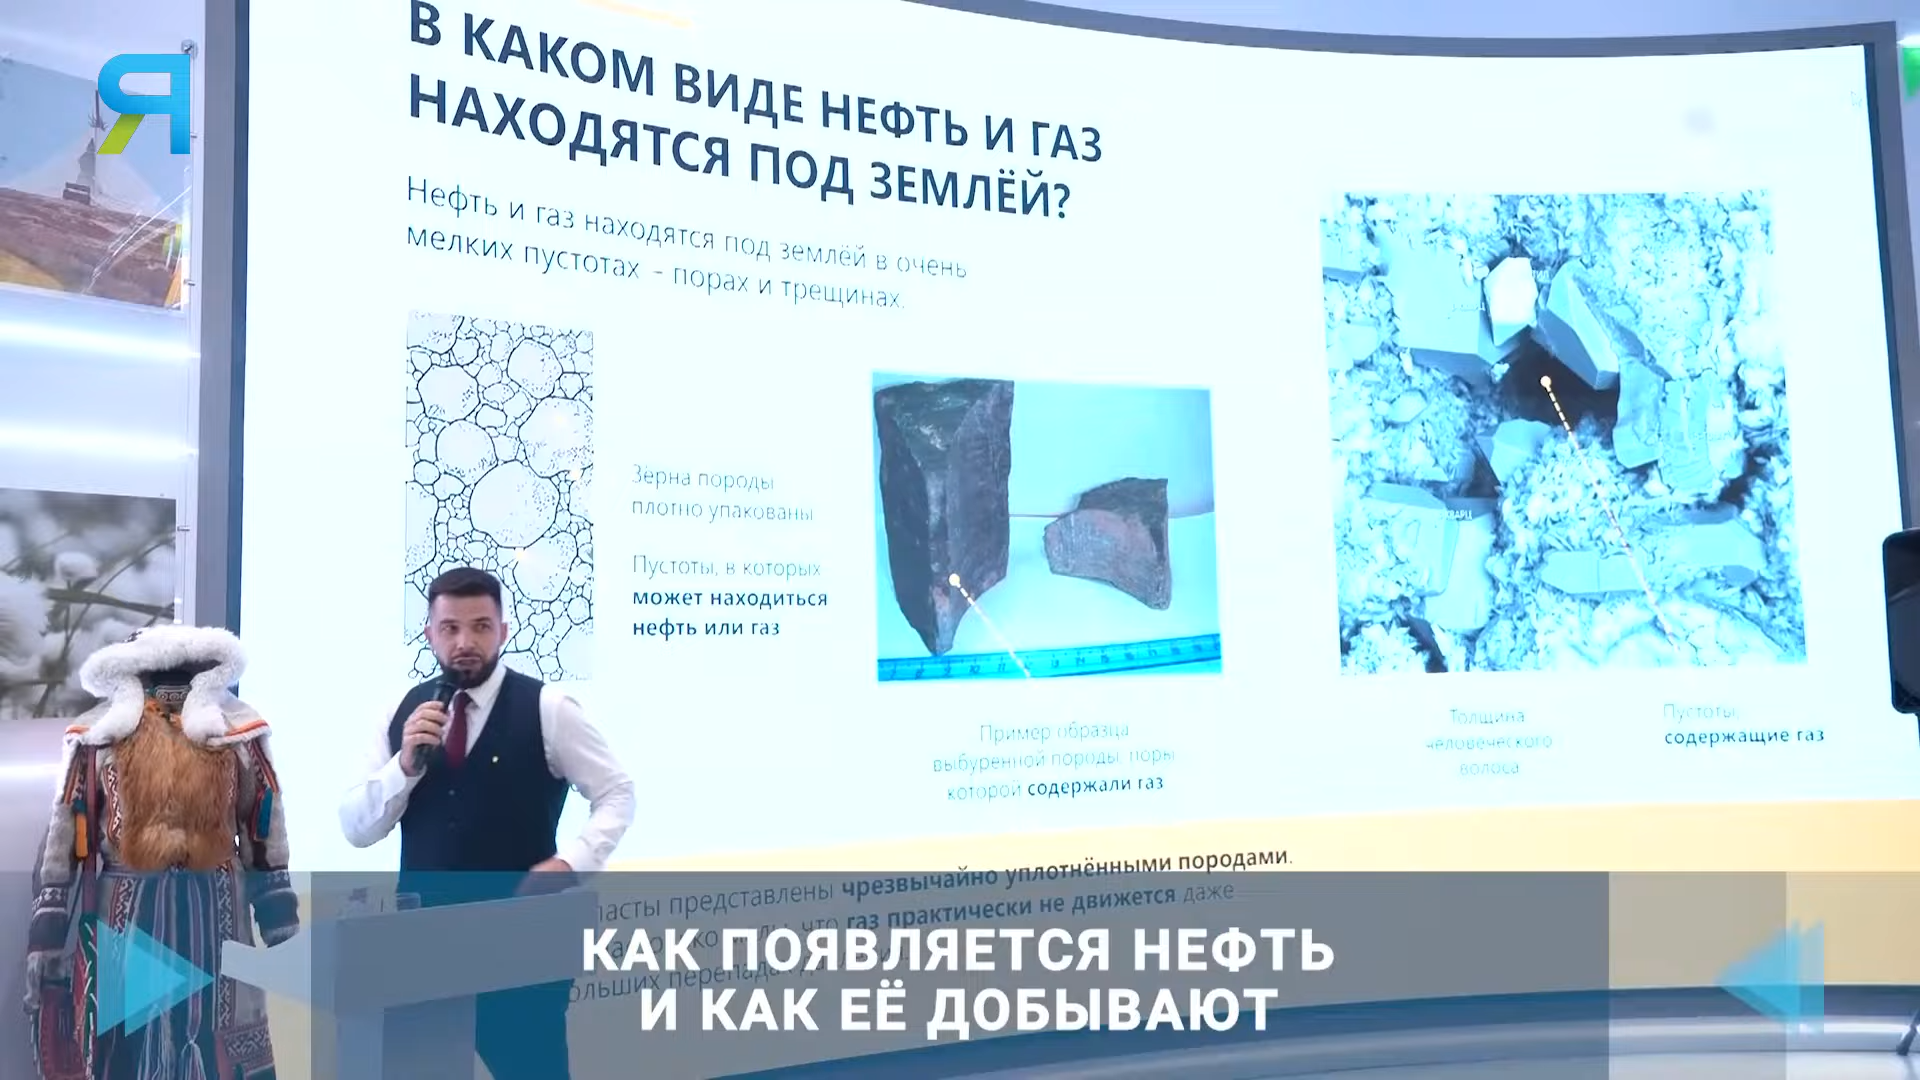 Я
В КАКОМ ВИДЕ НЕФТЬ И ГАЗ
НАХОДЯТСЯ ПОД ЗЕМЛЁЙ?
Нефть и газ находятся под землёй в очень
мелких пустотах - порах и трещинах.
Зёрна породы
плотно упакованы
Пустоты, в которых
может находиться
нефть или газ
Пример образца
выбуренной породы, поры
которой содержали газ
КВАРЦ
Толщина
человеческого
волоса
Пустоты,
содержащие газ
представлены чрезвычайно уплотнёнными породами.
что газ практически не движется даже
КАК ПОЯВЛЯЕТСЯ НЕФТЬ
И КАК ЕЁ ДОБЫВАЮТ